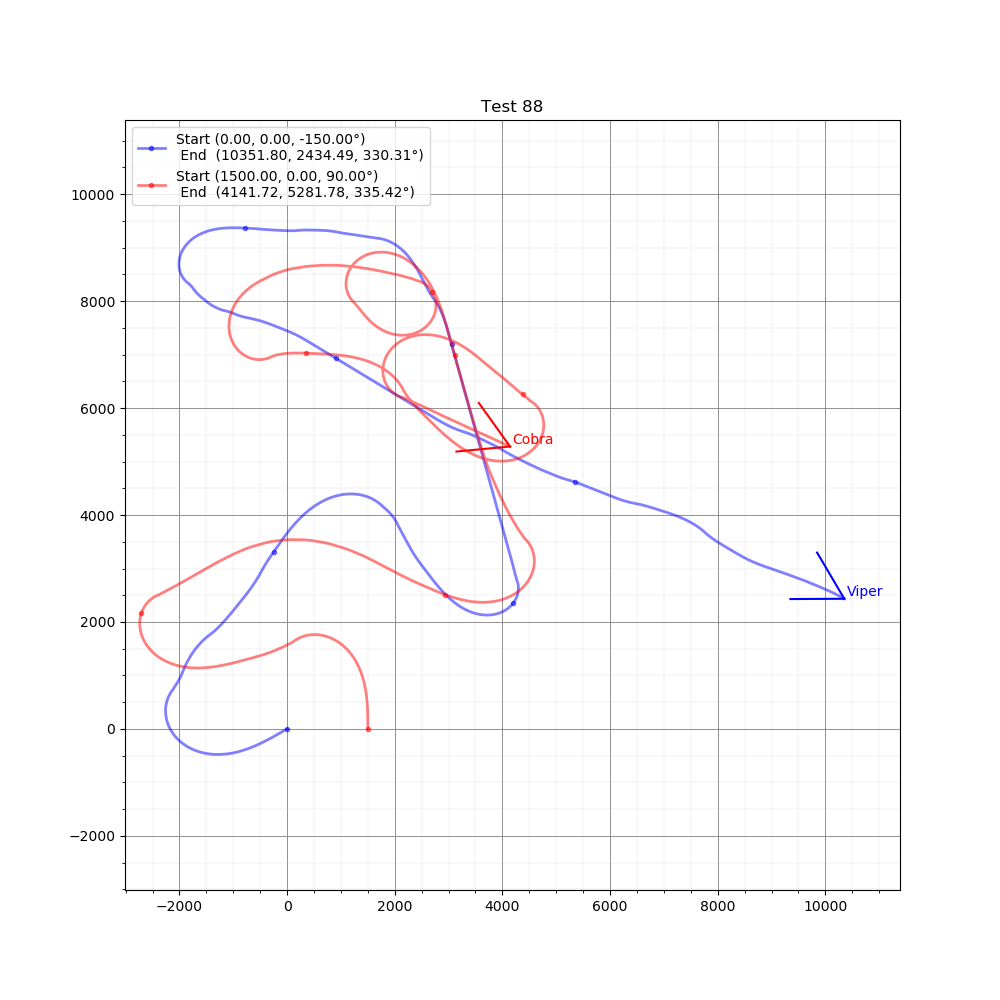 Test 88
Start (0.00, 0.00, -150.00°)
End (10351.80, 2434.49, 330.31°)
Start (1500.00, 0.00, 90.00°)
End (4141.72, 5281.78, 335.42°)
10000
8000
6000
4000
2000
0
−2000
Cobra
Viper
−2000 0 2000 4000 6000 8000 10000